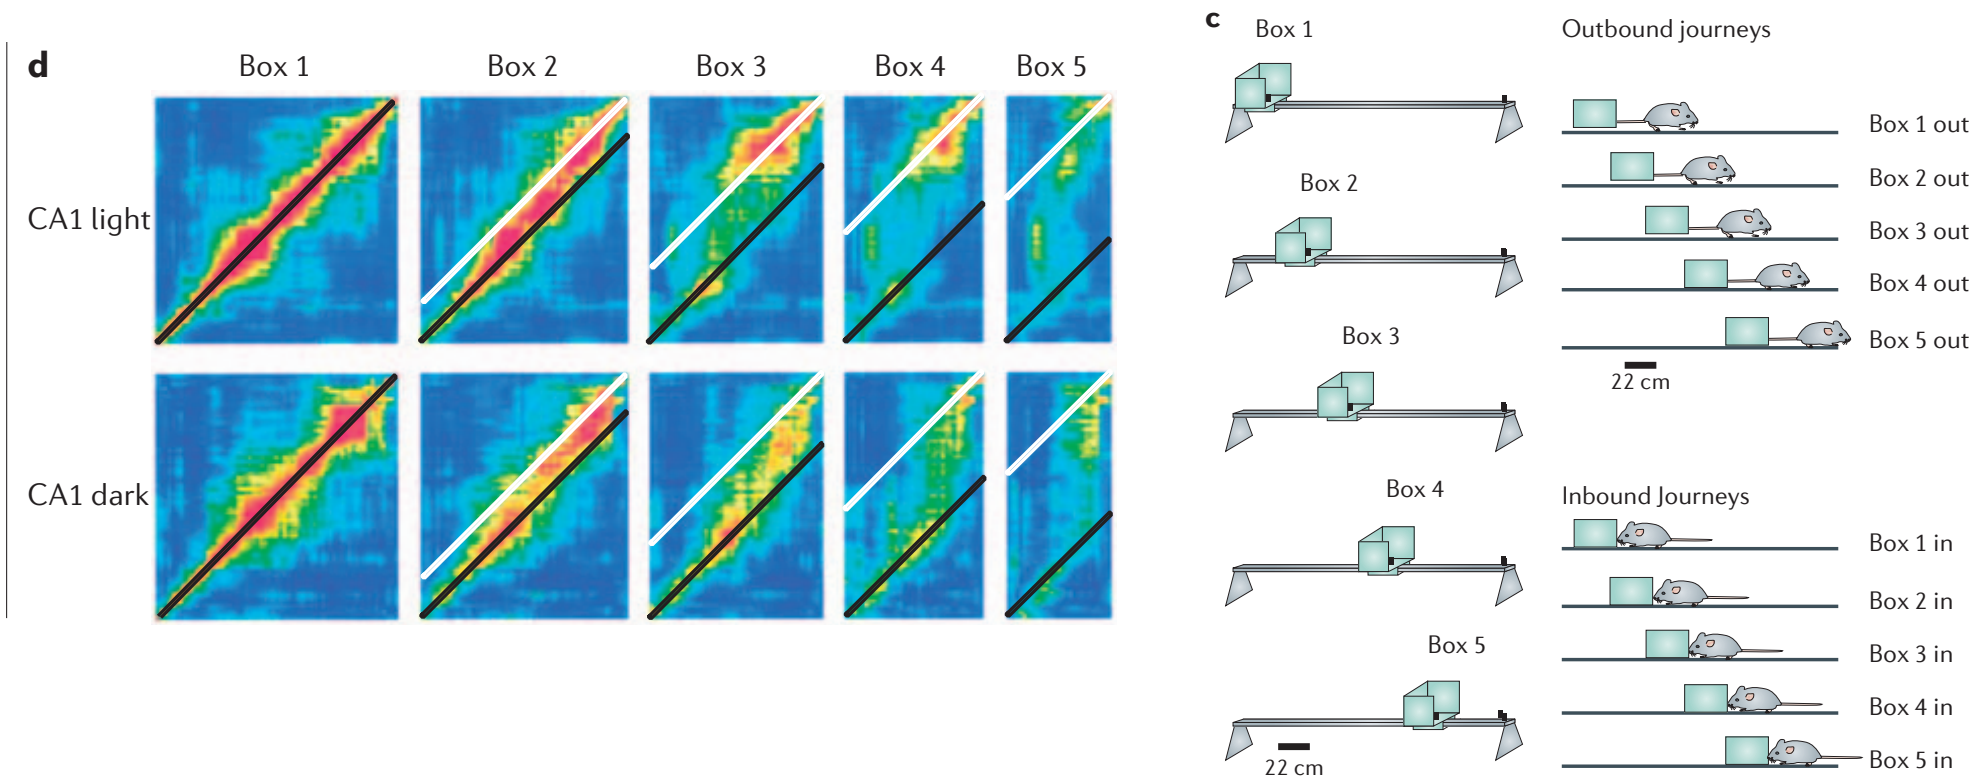 d
Box 1
Box 2
Box 3
Box 4
Box 5
CA1 light
CA1 dark
c
Box 1
Box 2
Box 3
Box 4
Box 5
22 cm
Outbound journeys
Box 1 out
Box 2 out
Box 3 out
Box 4 out
Box 5 out
22 cm
Inbound Journeys
Box 1 in
Box 2 in
Box 3 in
Box 4 in
Box 5 in